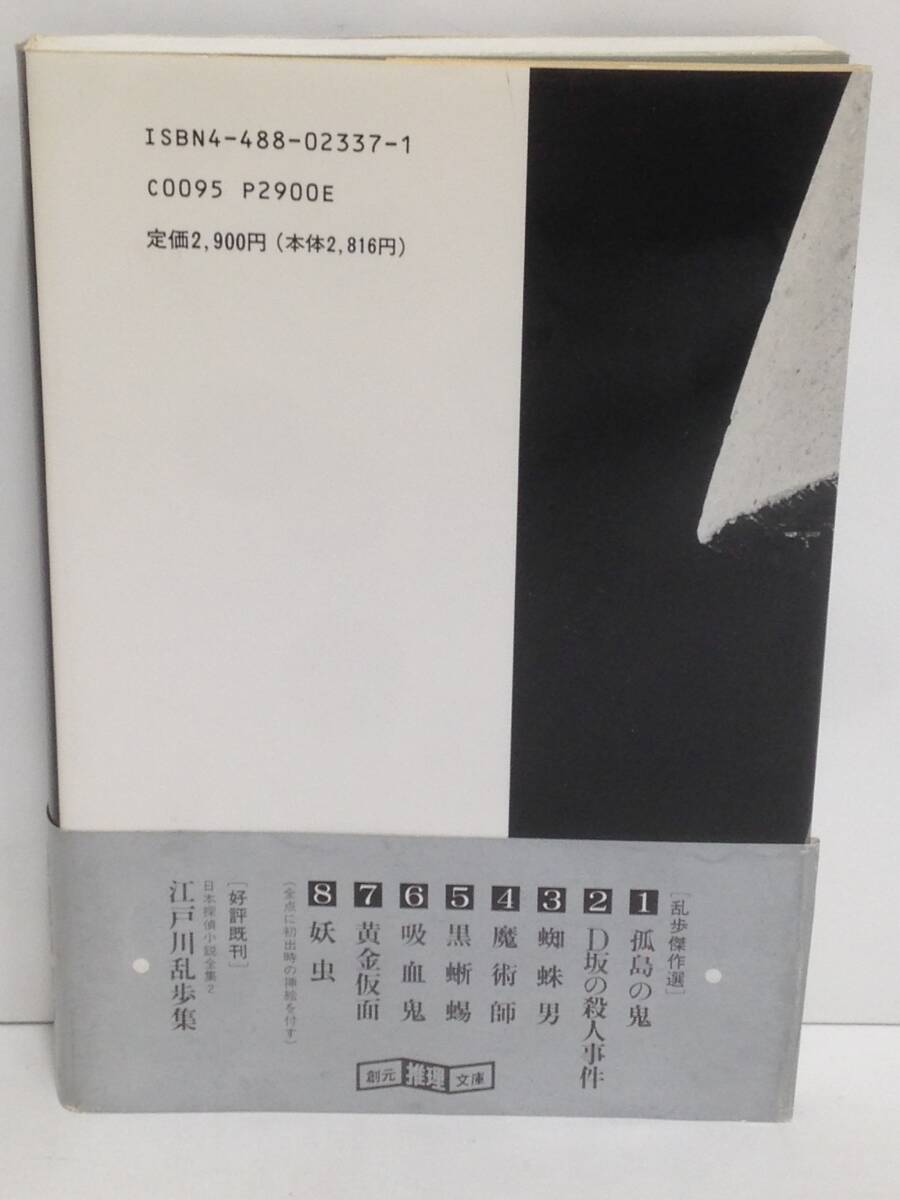 ISBN4-488-02337-1
C0095 P2900E
定価2,900円（本体2,816円）
［乱歩傑作選］
1 孤島の鬼
2 D坂の殺人事件
3 蜘蛛男
4 魔術師
5 黒蜥蜴
6 吸血鬼
7 黄金仮面
8 妖虫
（全点に初出時の挿絵を付す）
［好評既刊］
日本探偵小説全集2
江戸川乱歩集
創元推理文庫